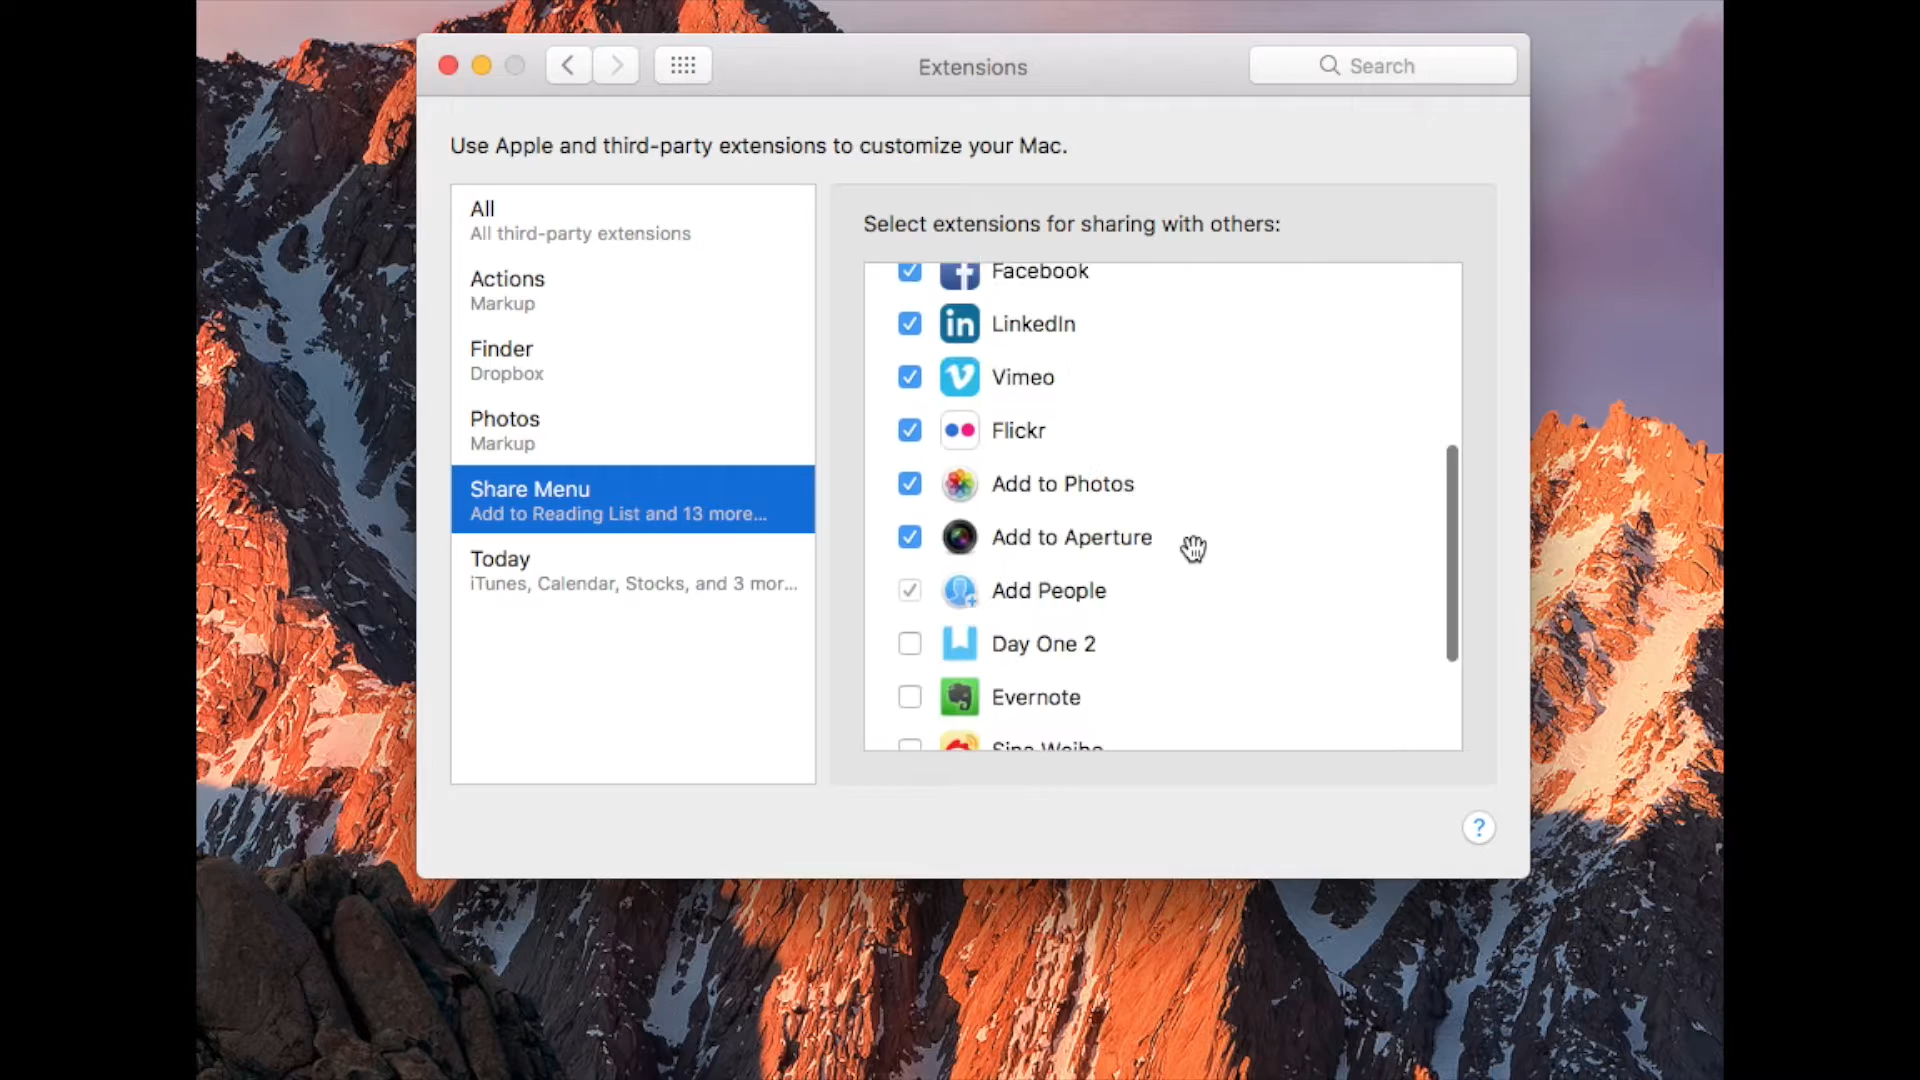 Extensions
Search
Use Apple and third-party extensions to customize your Mac.
All
All third-party extensions
Actions
Markup
Finder
Dropbox
Photos
Markup
Share Menu
Add to Reading List and 13 more...
Today
iTunes, Calendar, Stocks, and 3 mor...
Select extensions for sharing with others:
Facebook
LinkedIn
Vimeo
Flickr
Add to Photos
Add to Aperture
Add People
Day One 2
Evernote
Sina Weibo
?